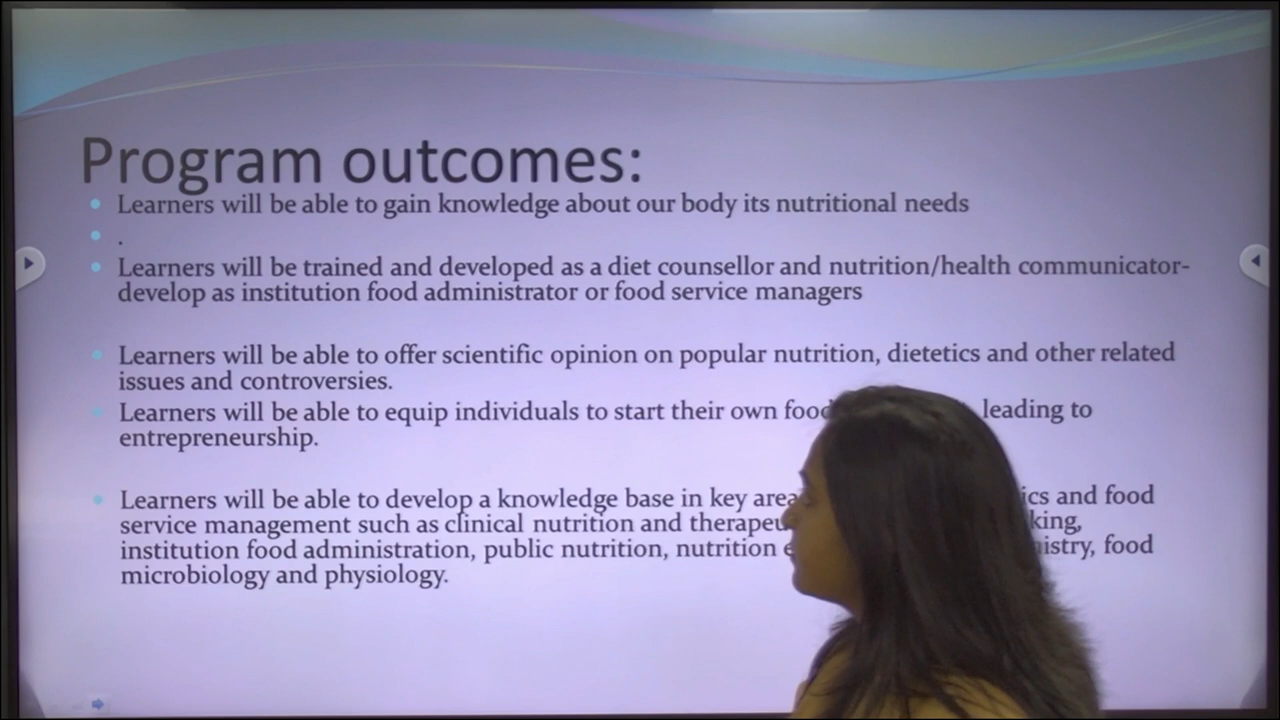 Program outcomes:
• Learners will be able to gain knowledge about our body its nutritional needs
• .
• Learners will be trained and developed as a diet counsellor and nutrition/health communicator-
develop as institution food administrator or food service managers
• Learners will be able to offer scientific opinion on popular nutrition, dietetics and other related
issues and controversies.
• Learners will be able to equip individuals to start their own food leading to
entrepreneurship.
• Learners will be able to develop a knowledge base in key and food
service management such as clinical nutrition and
institution food administration, public nutrition, nutrition food
microbiology and physiology.